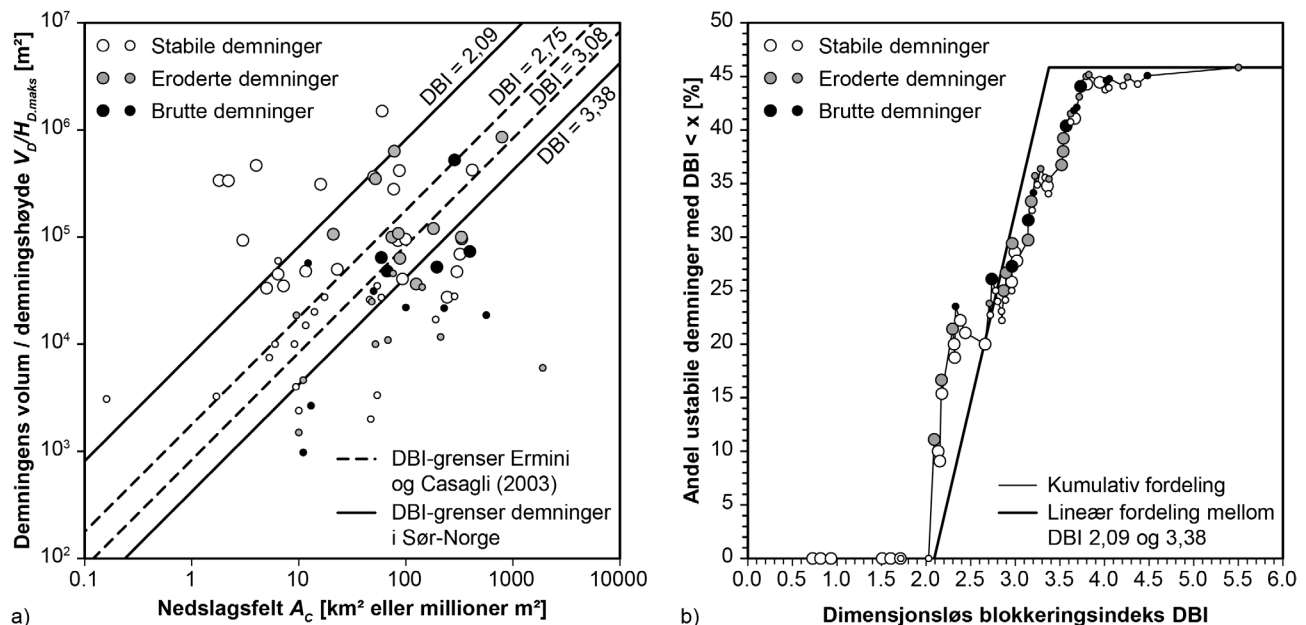 10⁷
10⁶
10⁵
10⁴
10³
10²
0.1
1
10
100
1000
10000
Demningens volum / demningshøyde V_D/H_D,maks [m²]
Nedslagsfelt A_C [km² eller millioner m²]
Stabile demninger
Eroderte demninger
Brutte demninger
DBI = 2,09
DBI = 2,75
DBI = 3,08
DBI = 3,38
DBI-grenser Ermini
og Casagli (2003)
DBI-grenser demninger
i Sør-Norge
a)
50
45
40
35
30
25
20
15
10
5
0
0.0
0.5
1.0
1.5
2.0
2.5
3.0
3.5
4.0
4.5
5.0
5.5
6.0
Andel ustabile demninger med DBI < x [%]
Dimensjonsløs blokkeringsindeks DBI
Stabile demninger
Eroderte demninger
Brutte demninger
Kumulativ fordeling
Lineær fordeling mellom
DBI 2,09 og 3,38
b)